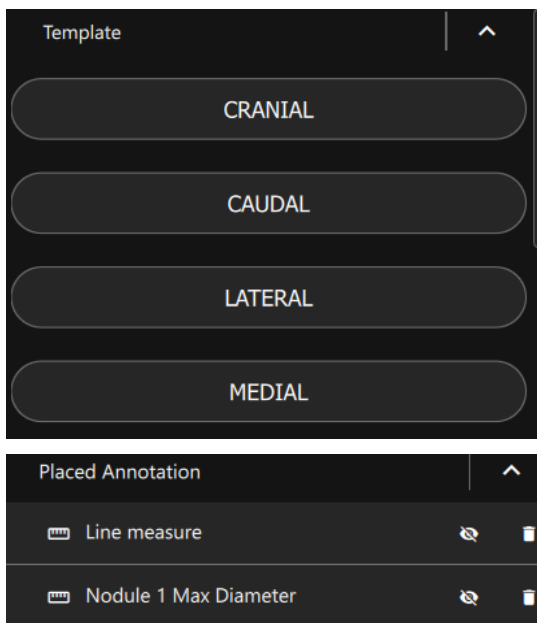 Template
CRANIAL
CAUDAL
LATERAL
MEDIAL
Placed Annotation
Line measure
Nodule 1 Max Diameter